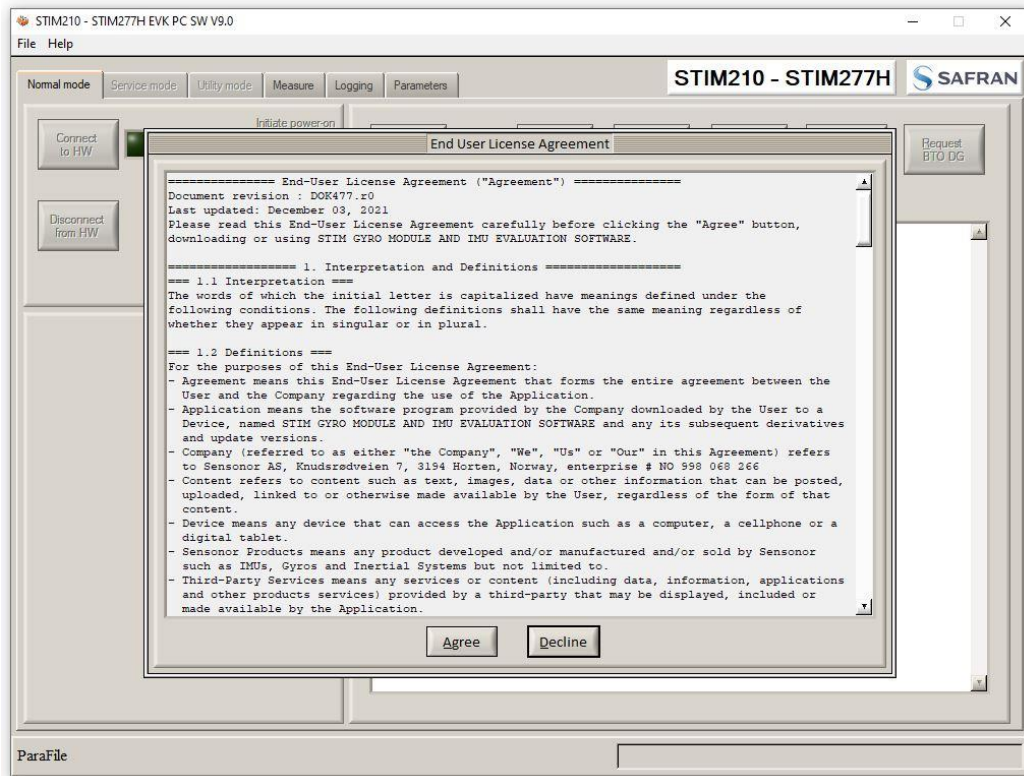 STIM210 - STIM277H EVK PC SW V9.0
File Help
Normal mode Service mode Utility mode Measure Logging Parameters
STIM210 - STIM277H SAFRAN
Connect
to HW
Initiate power-on
Request
BTO DG
Disconnect
from HW
End User License Agreement
=============== End-User License Agreement ("Agreement") ===============
Document revision : DOK477.r0
Last updated: December 03, 2021
Please read this End-User License Agreement carefully before clicking the "Agree" button,
downloading or using STIM GYRO MODULE AND IMU EVALUATION SOFTWARE.
================== 1. Interpretation and Definitions ===================
=== 1.1 Interpretation ===
The words of which the initial letter is capitalized have meanings defined under the
following conditions. The following definitions shall have the same meaning regardless of
whether they appear in singular or in plural.
=== 1.2 Definitions ===
For the purposes of this End-User License Agreement:
- Agreement means this End-User License Agreement that forms the entire agreement between the
User and the Company regarding the use of the Application.
- Application means the software program provided by the Company downloaded by the User to a
Device, named STIM GYRO MODULE AND IMU EVALUATION SOFTWARE and any its subsequent derivatives
and update versions.
- Company (referred to as either "the Company", "We", "Us" or "Our" in this Agreement) refers
to Sensonor AS, Knudsrødveien 7, 3194 Horten, Norway, enterprise # NO 998 068 266
- Content refers to content such as text, images, data or other information that can be posted,
uploaded, linked to or otherwise made available by the User, regardless of the form of that
content.
- Device means any device that can access the Application such as a computer, a cellphone or a
digital tablet.
- Sensonor Products means any product developed and/or manufactured and/or sold by Sensonor
such as IMUs, Gyros and Inertial Systems but not limited to.
- Third-Party Services means any services or content (including data, information, applications
and other products services) provided by a third-party that may be displayed, included or
made available by the Application.
Agree Decline
ParaFile